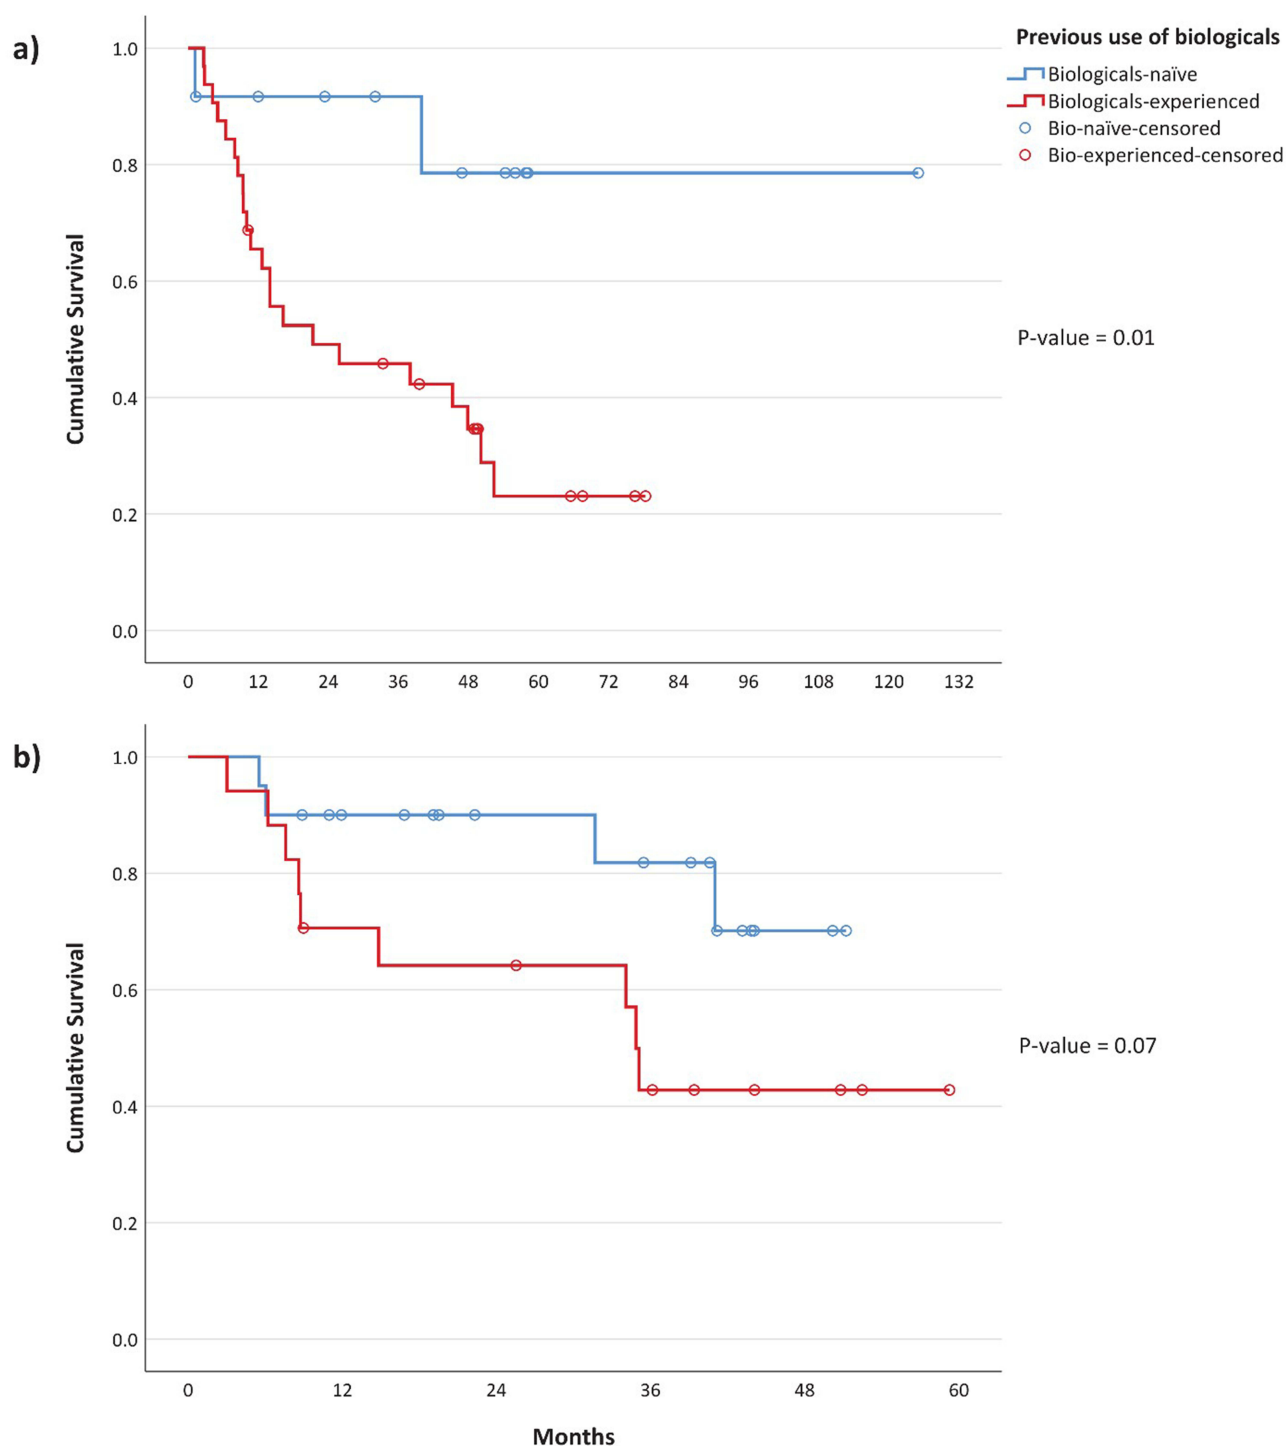 a)
Previous use of biologicals
Biologicals-naïve
Biologicals-experienced
Bio-naïve-censored
Bio-experienced-censored
1.0
0.8
0.6
0.4
0.2
0.0
Cumulative Survival
P-value = 0.01
0 12 24 36 48 60 72 84 96 108 120 132
b)
1.0
0.8
0.6
0.4
0.2
0.0
Cumulative Survival
P-value = 0.07
0 12 24 36 48 60
Months